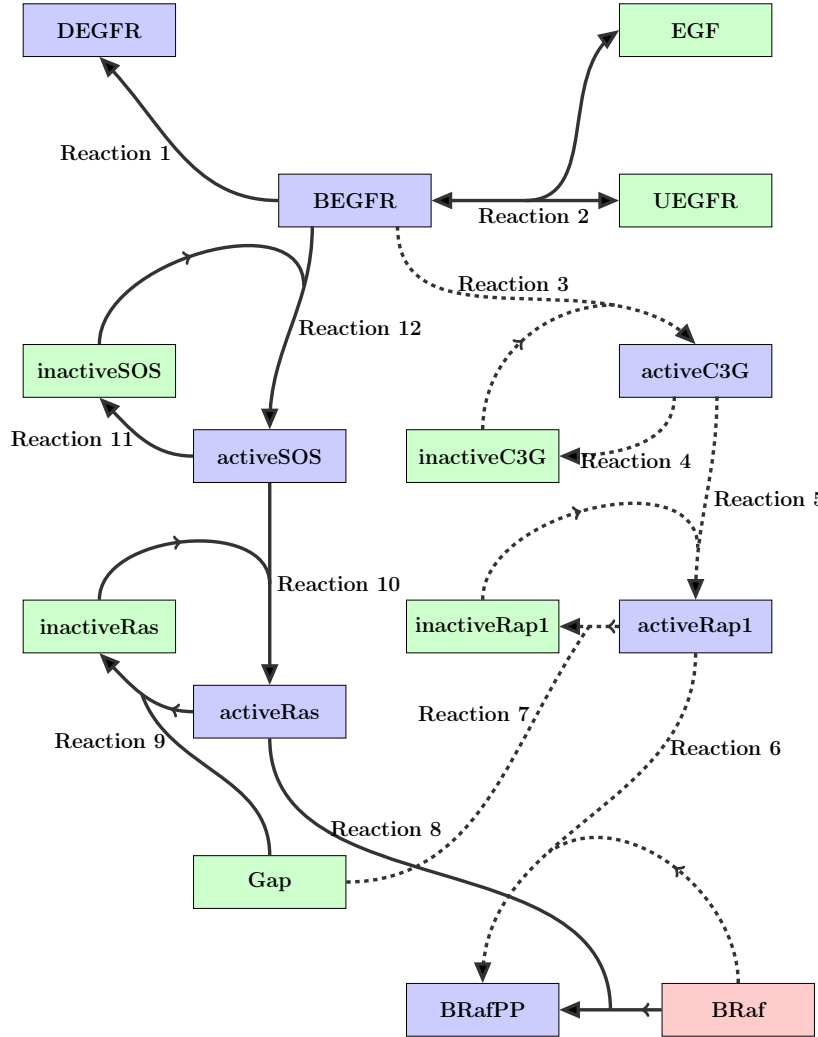 DEGFR
EGF
Reaction 1
BEGFR
UEGFR
Reaction 2
Reaction 3
Reaction 12
inactiveSOS
activeC3G
Reaction 11
activeSOS
inactiveC3G
Reaction 4
Reaction 5
Reaction 10
inactiveRas
inactiveRap1
activeRap1
activeRas
Reaction 7
Reaction 9
Reaction 6
Reaction 8
Gap
BRafPP
BRaf